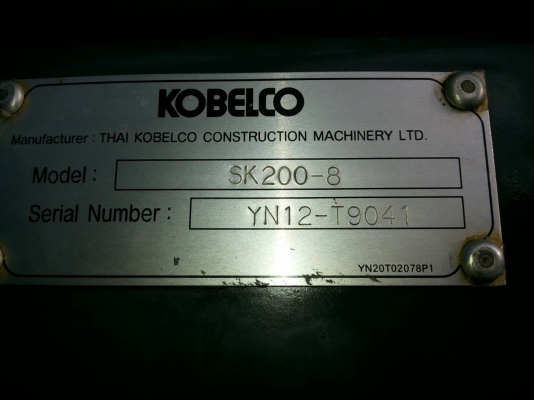 KOBELCO
Manufacturer : THAI KOBELCO CONSTRUCTION MACHINERY LTD.
Model : SK200-8
Serial Number : YN12-T9041
YN20T02078P1